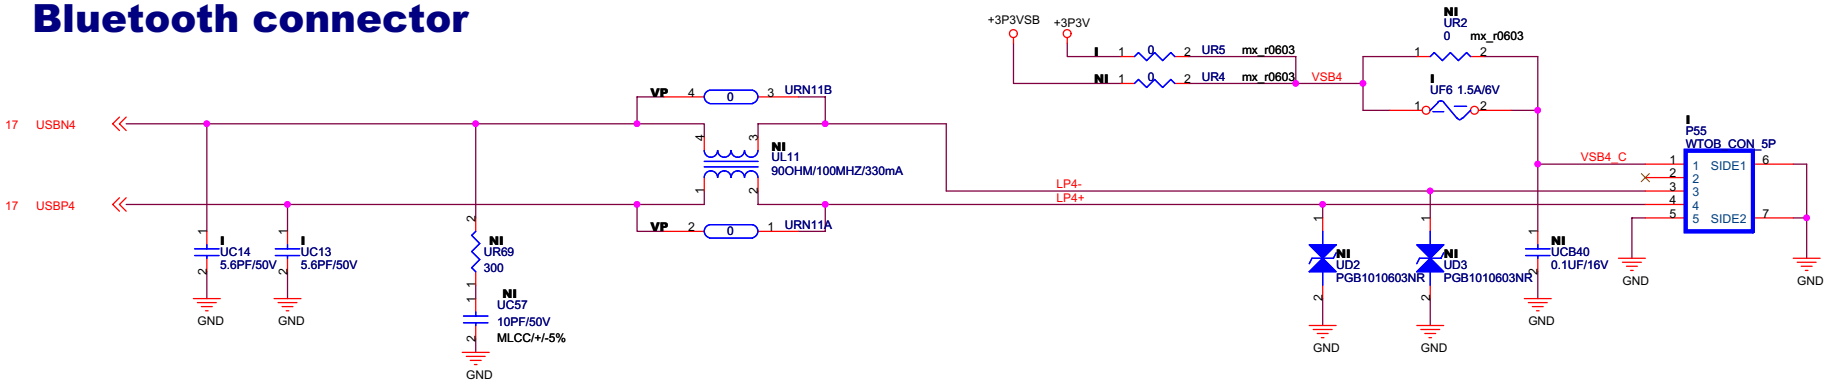 Bluetooth connector
+3P3VSB +3P3V
NI
UR2
0 mx_r0603
1 2
I 1 0 2 UR5 mx_r0603
NI 1 0 2 UR4 mx_r0603 VSB4
I
UF6 1.5A/6V
1 2
VP 4 0 3 URN11B
17 USBN4
4 3
NI
UL11
90OHM/100MHZ/330mA
1 2
17 USBP4
VP 2 0 1 URN11A
I
P55
WTOB_CON_5P
VSB4_C 1 1 SIDE1 6
2 2
LP4- 3 3
LP4+ 4 4
5 5 SIDE2 7
1
I
UC14
5.6PF/50V
2
GND
1
I
UC13
5.6PF/50V
2
GND
2
NI
UR69
300
1
1
NI
UC57
10PF/50V
MLCC/+/-5%
2
GND
1
NI
UD2
PGB1010603NR
2
GND
1
NI
UD3
PGB1010603NR
2
GND
1
NI
UCB40
0.1UF/16V
2
GND
GND
GND